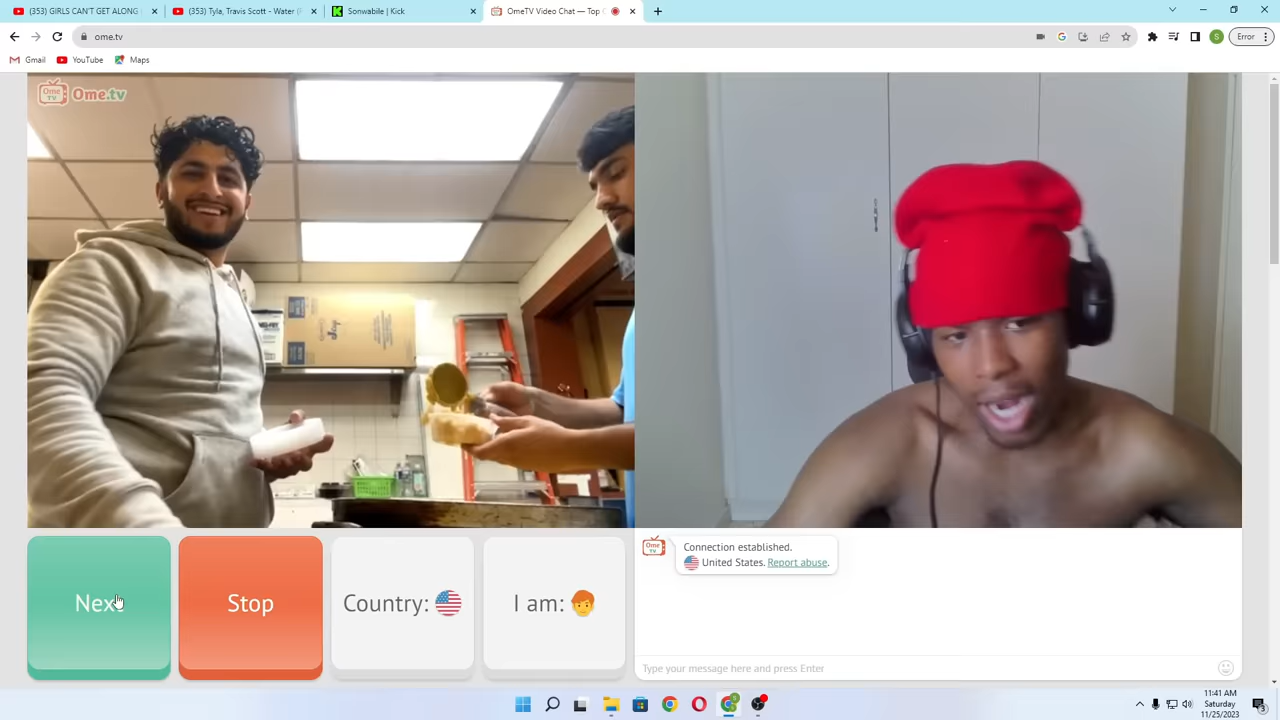 (353) GIRLS CAN'T GET ALONG
(353) Tyla, Travis Scott - Water (
Sonwabile | Kick
OmeTV Video Chat — Top
ome.tv
Error
Gmail
YouTube
Maps
Ome TV
Ome.tv
Connection established.
United States. Report abuse.
Next
Stop
Country:
I am:
Type your message here and press Enter
11:41 AM
Saturday
11/25/2023